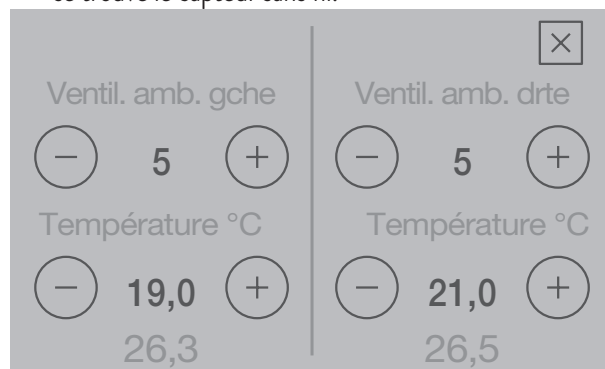 Ventil. amb. gche
Ventil. amb. drte
− 5 +
− 5 +
Température °C
Température °C
− 19,0 +
− 21,0 +
26,3
26,5